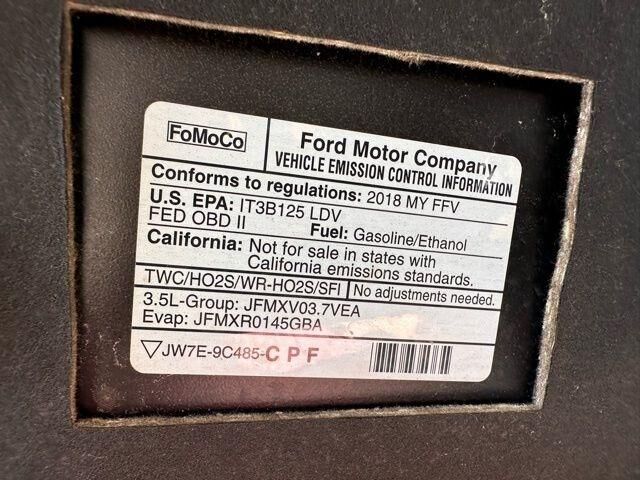 FoMoCo
Ford Motor Company
VEHICLE EMISSION CONTROL INFORMATION
Conforms to regulations: 2018 MY FFV
U.S. EPA: IT3B125 LDV
FED OBD II Fuel: Gasoline/Ethanol
California: Not for sale in states with
California emissions standards.
TWC/HO2S/WR-HO2S/SFI No adjustments needed.
3.5L-Group: JFMXV03.7VEA
Evap: JFMXR0145GBA
▽JW7E-9C485-C P F